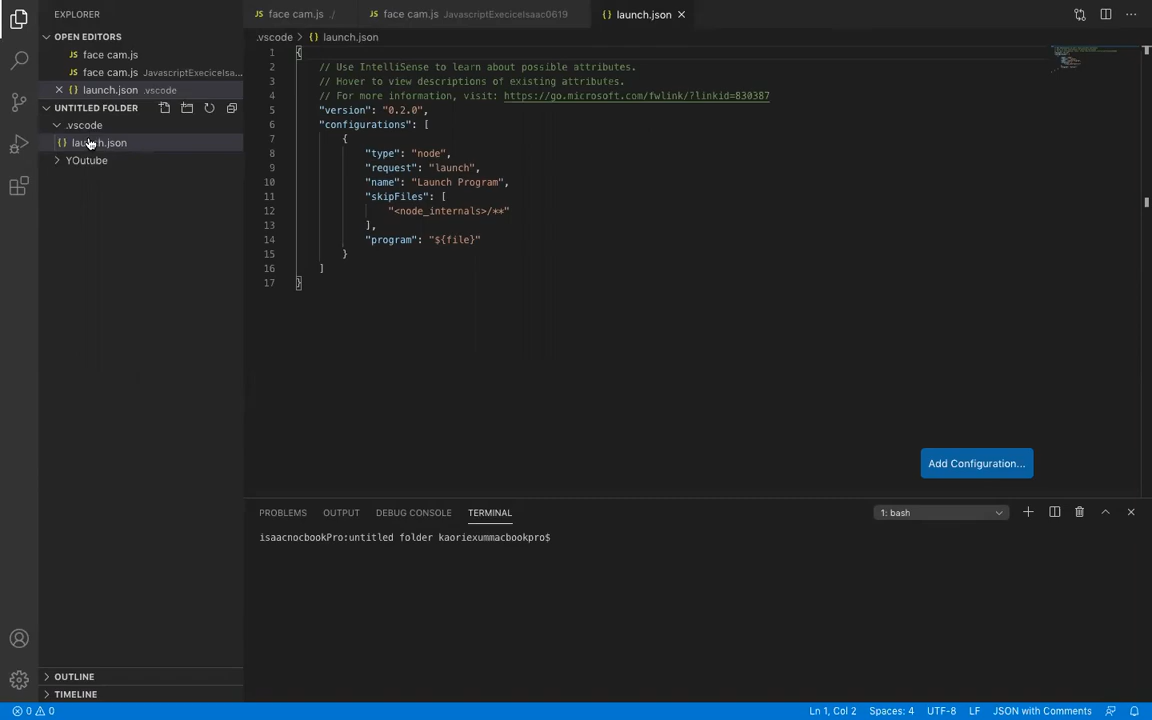 EXPLORER
OPEN EDITORS
face cam.js
face cam.js JavascriptExeciceIsa...
launch.json .vscode
UNTITLED FOLDER
.vscode
launch.json
YOutube
OUTLINE
TIMELINE
face cam.js ./
face cam.js JavascriptExeciceIsaac0619
launch.json
.vscode > launch.json
1 {
2 // Use IntelliSense to learn about possible attributes.
3 // Hover to view descriptions of existing attributes.
4 // For more information, visit: https://go.microsoft.com/fwlink/?linkid=830387
5 "version": "0.2.0",
6 "configurations": [
7 {
8 "type": "node",
9 "request": "launch",
10 "name": "Launch Program",
11 "skipFiles": [
12 "<node_internals>/**"
13 ],
14 "program": "${file}"
15 }
16 ]
17 }
Add Configuration...
PROBLEMS OUTPUT DEBUG CONSOLE TERMINAL 1: bash
isaacnocbookPro:untitled folder kaoriexummacbookpro$
0 0 Ln 1, Col 2 Spaces: 4 UTF-8 LF JSON with Comments